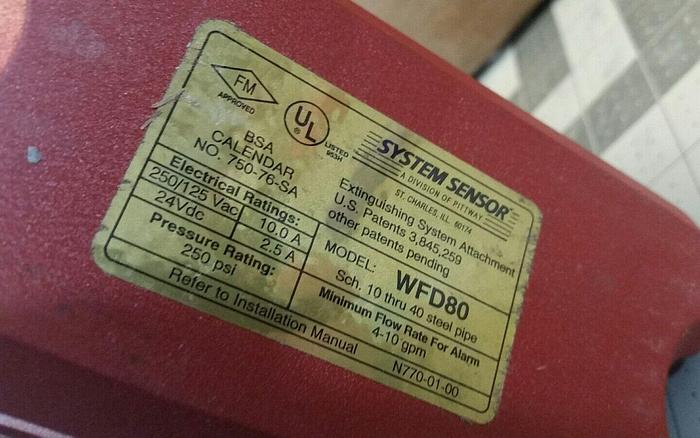 FM
APPROVED
UL
®
LISTED
953H
BSA
CALENDAR
NO. 750-76-SA
Electrical Ratings:
250/125 Vac 10.0 A
24Vdc 2.5 A
Pressure Rating:
250 psi
SYSTEM SENSOR
A DIVISION OF PITTWAY
ST. CHARLES, ILL. 60174
Extinguishing System Attachment
U.S. Patents 3,845,259
other patents pending
MODEL: WFD80
Sch. 10 thru 40 steel pipe
Minimum Flow Rate For Alarm
4-10 gpm
Refer to Installation Manual N770-01-00